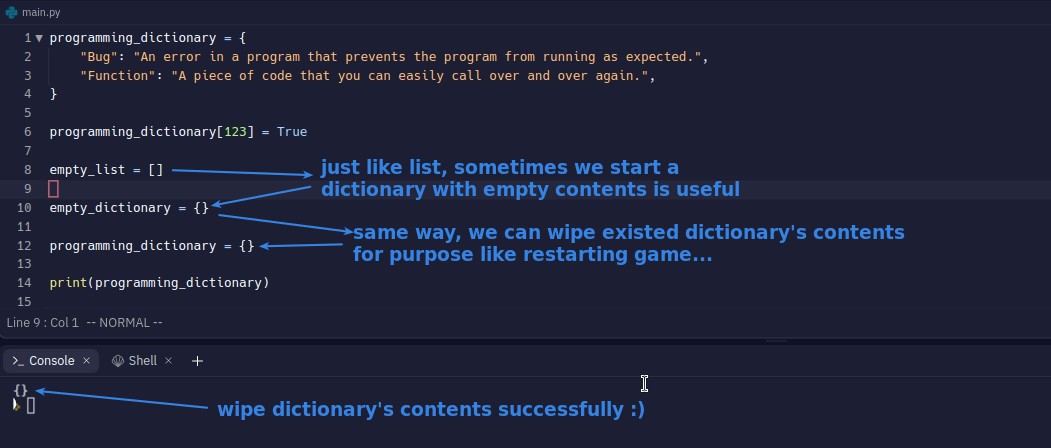 main.py
1 programming_dictionary = {
2 "Bug": "An error in a program that prevents the program from running as expected.",
3 "Function": "A piece of code that you can easily call over and over again.",
4 }
5
6 programming_dictionary[123] = True
7
8 empty_list = []
just like list, sometimes we start a
dictionary with empty contents is useful
9
10 empty_dictionary = {}
11
same way, we can wipe existed dictionary's contents
for purpose like restarting game...
12 programming_dictionary = {}
13
14 print(programming_dictionary)
15
Line 9 : Col 1 -- NORMAL --
>_ Console × Shell × +
{}
wipe dictionary's contents successfully :)